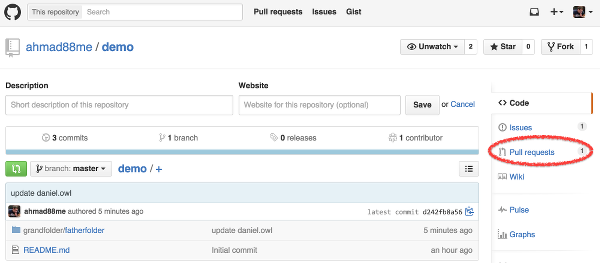 This repository Search Pull requests Issues Gist
ahmad88me / demo Unwatch 2 Star 0 Fork 1
Description Website
Short description of this repository Website for this repository (optional) Save or Cancel
Code
Issues 1
Pull requests 1
Wiki
Pulse
Graphs
3 commits 1 branch 0 releases 1 contributor
branch: master demo / +
update daniel.owl
ahmad88me authored 5 minutes ago latest commit d242fb8a56
grandfolder/fatherfolder update daniel.owl 5 minutes ago
README.md Initial commit an hour ago